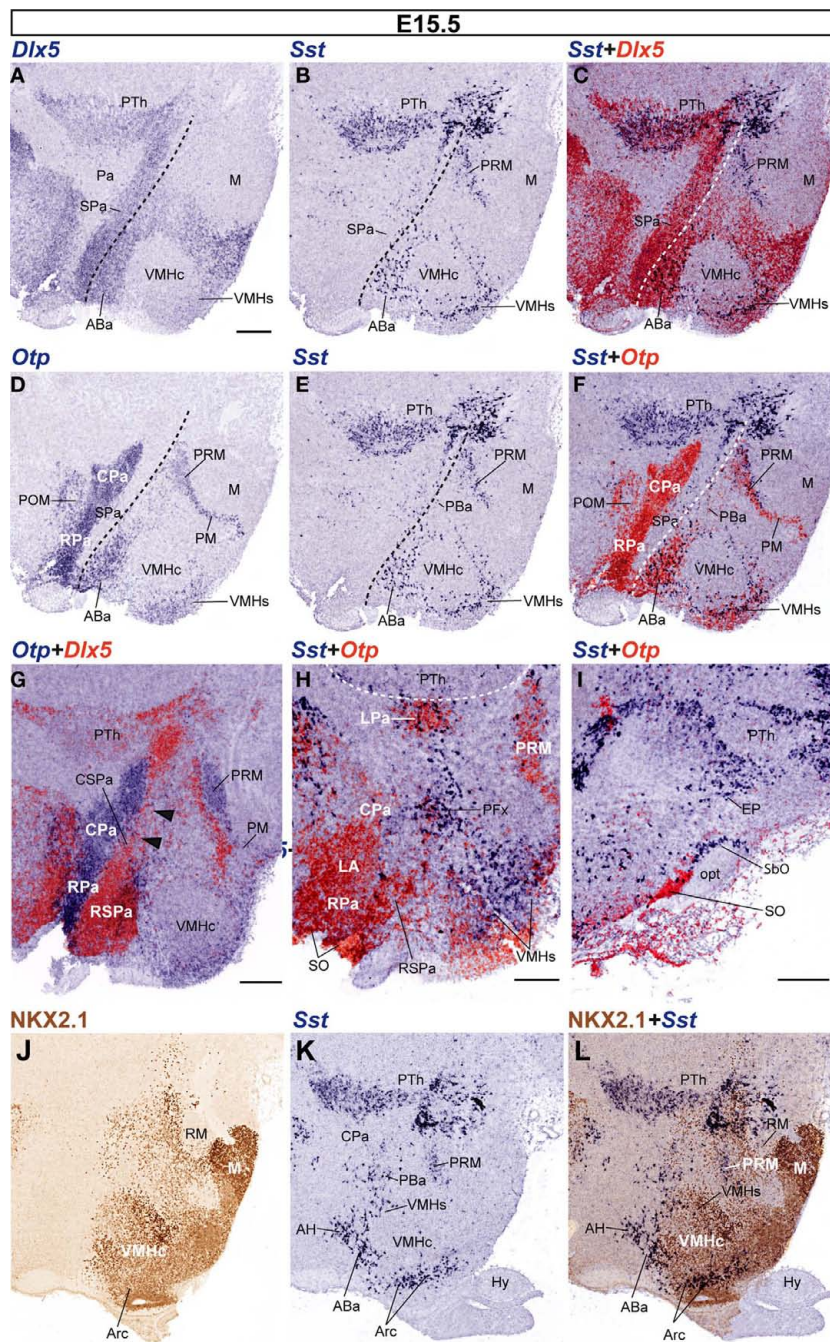 E15.5
Dlx5 Sst Sst+Dlx5
A B C
PTh PTh
Pa PRM
M M
SPa SPa
VMHc VMHc VMHc
VMHs VMHs VMHs
ABa ABa ABa
Otp Sst Sst+Otp
D E F
PTh PTh
PRM PRM PRM
CPa M CPa M
POM SPa PBa POM SPa PBa
RPa PM RPa PM
VMHc VMHc VMHc
ABa VMHs ABa VMHs ABa VMHs
Otp+Dlx5 Sst+Otp Sst+Otp
G H I
PTh PTh PTh
LPa
CSPa PRM PRM
CPa CPa PFx EP
PM
5-
RPa LA opt SbO
RSPa RPa SO
VMHc VMHs
SO RSPa
NKX2.1 Sst NKX2.1+Sst
J K L
PTh PTh
RM CPa RM
M PBa PRM PRM M
VMHs VMHs
AH AH
VMHc VMHc VMHc
ABa Hy ABa Hy
Arc Arc Arc